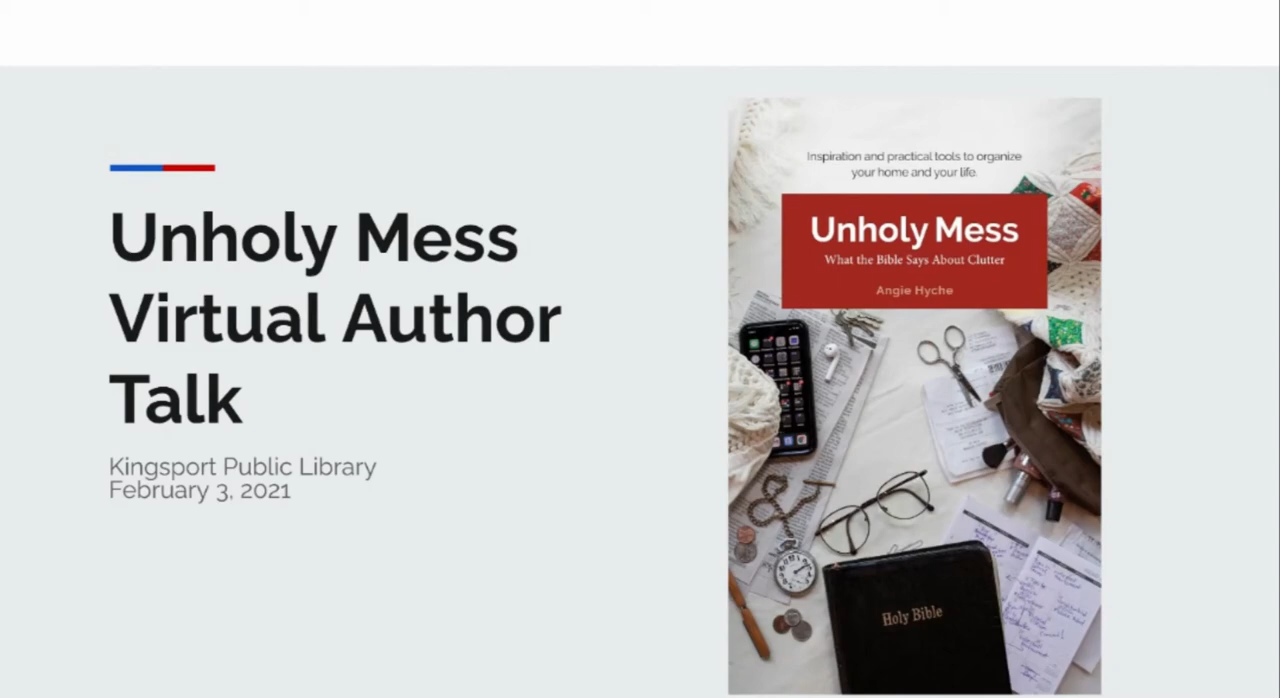 Unholy Mess
Virtual Author
Talk
Kingsport Public Library
February 3, 2021
Inspiration and practical tools to organize
your home and your life.
Unholy Mess
What the Bible Says About Clutter
Angie Hyche
Holy Bible